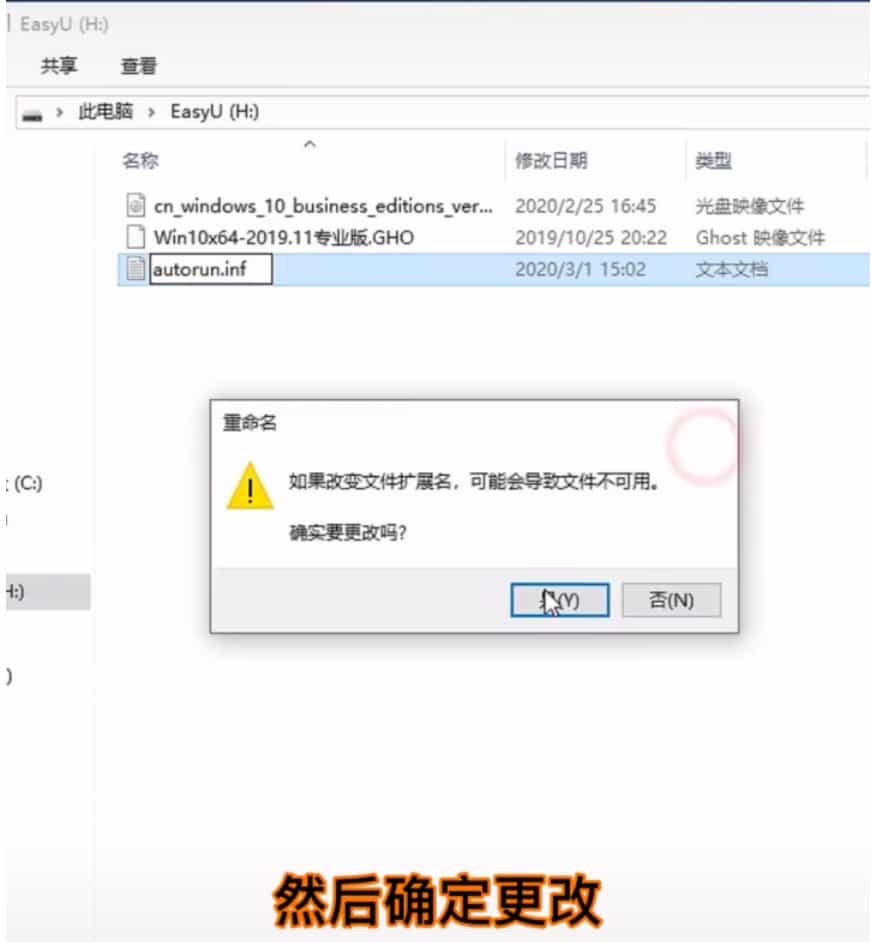 EasyU (H:)
共享 查看
此电脑 › EasyU (H:)
名称 修改日期 类型
cn_windows_10_business_editions_ver... 2020/2/25 16:45 光盘映像文件
Win10x64-2019.11专业版.GHO 2019/10/25 20:22 Ghost 映像文件
autorun.inf 2020/3/1 15:02 文本文档
重命名
如果改变文件扩展名，可能会导致文件不可用。
(C:)
确实要更改吗?
H:)
(Y) 否(N)
)
然后确定更改